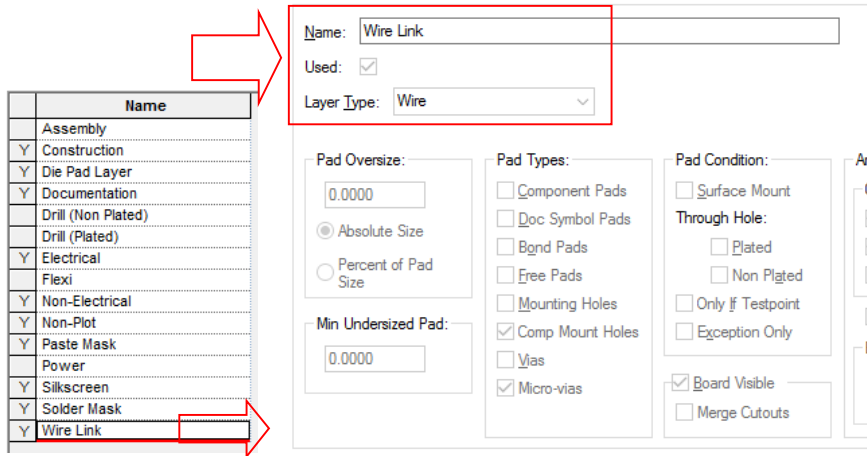 Name: Wire Link
Used:
Layer Type: Wire
Name
Assembly
Y Construction
Y Die Pad Layer
Y Documentation
Drill (Non Plated)
Drill (Plated)
Y Electrical
Flexi
Y Non-Electrical
Y Non-Plot
Y Paste Mask
Power
Y Silkscreen
Y Solder Mask
Y Wire Link
Pad Oversize:
0.0000
Absolute Size
Percent of Pad
Size
Min Undersized Pad:
0.0000
Pad Types:
Component Pads
Doc Symbol Pads
Bond Pads
Free Pads
Mounting Holes
Comp Mount Holes
Vias
Micro-vias
Pad Condition:
Surface Mount
Through Hole:
Plated
Non Plated
Only If Testpoint
Exception Only
Board Visible
Merge Cutouts